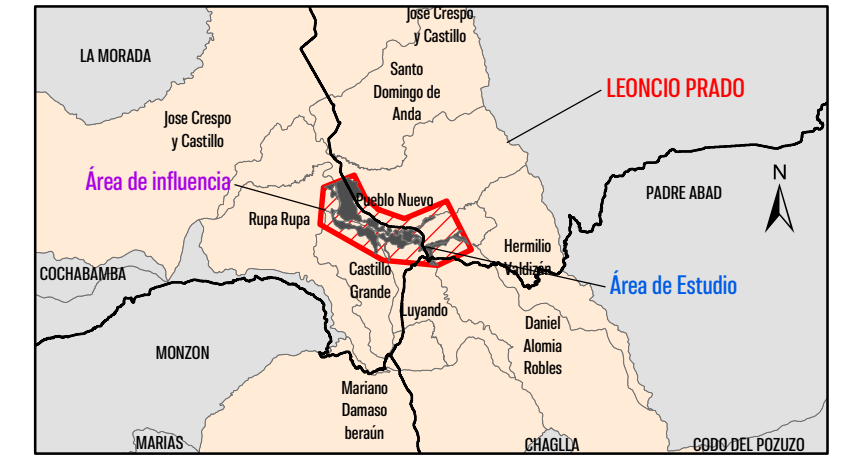 Jose Crespo
y Castillo
LA MORADA
Santo
Domingo de
Anda
LEONCIO PRADO
Jose Crespo
y Castillo
Área de influencia
Pueblo Nuevo
PADRE ABAD
N
Rupa Rupa
Hermilio
Valdizán
COCHABAMBA
Castillo
Grande
Área de Estudio
Luyando
Daniel
Alomia
Robles
MONZON
Mariano
Damaso
beraún
MARIAS
CHAGLLA
CODO DEL POZUZO